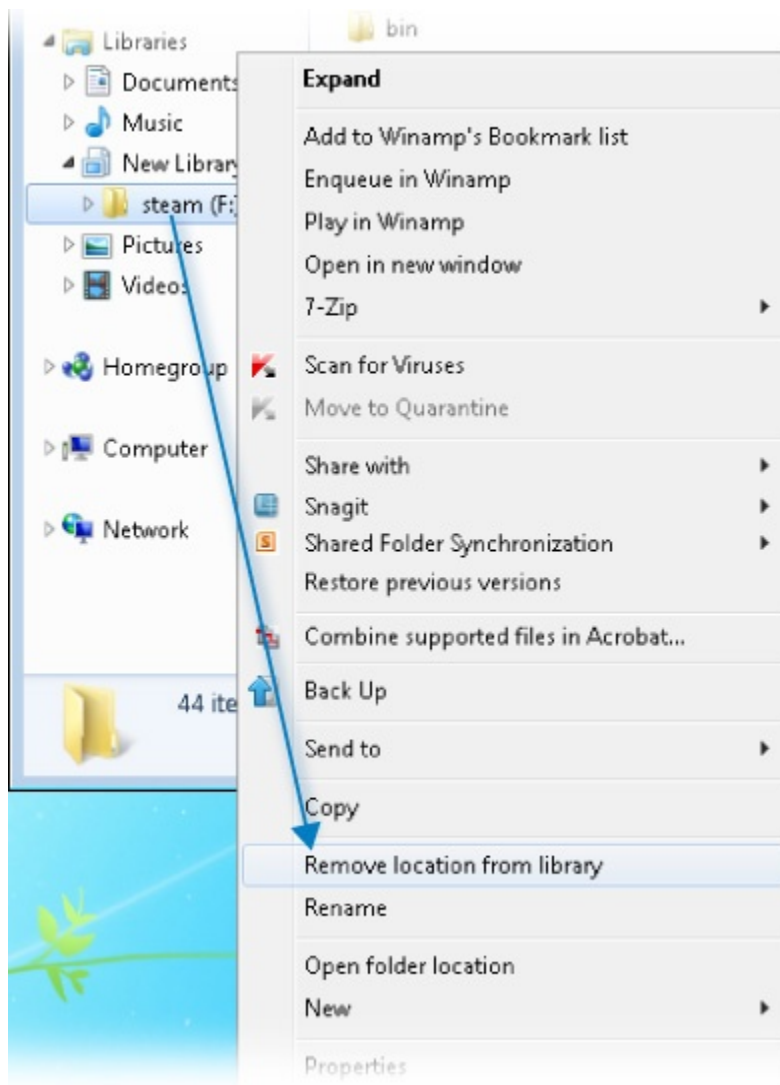 bin
Libraries
Documents
Music
New Library
steam (F:)
Pictures
Videos
Homegroup
Computer
Network
44 ite
Expand
Add to Winamp's Bookmark list
Enqueue in Winamp
Play in Winamp
Open in new window
7-Zip
Scan for Viruses
Move to Quarantine
Share with
Snagit
Shared Folder Synchronization
Restore previous versions
Combine supported files in Acrobat...
Back Up
Send to
Copy
Remove location from library
Rename
Open folder location
New
Properties